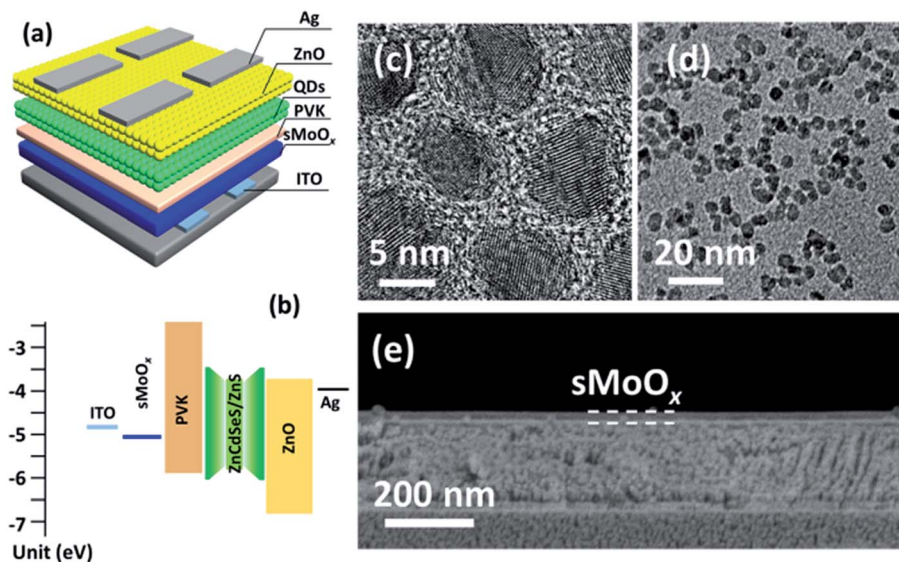 (a)
Ag
ZnO
QDs
PVK
sMoOₓ
ITO
(b)
-3
-4
-5
-6
-7
Unit (eV)
ITO
sMoOₓ
PVK
ZnCdSeS/ZnS
ZnO
Ag
(c)
5 nm
(d)
20 nm
(e)
sMoOₓ
200 nm